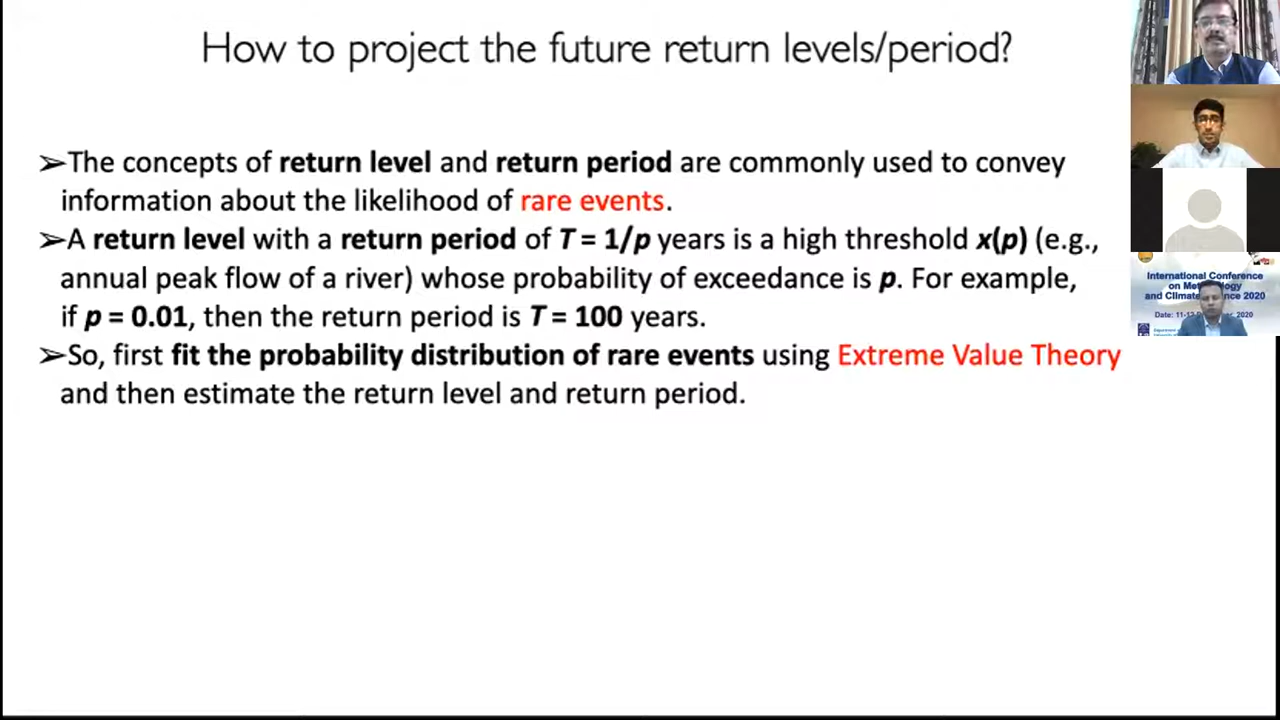 How to project the future return levels/period?
➢The concepts of return level and return period are commonly used to convey
information about the likelihood of rare events.
➢A return level with a return period of T = 1/p years is a high threshold x(p) (e.g.,
annual peak flow of a river) whose probability of exceedance is p. For example,
if p = 0.01, then the return period is T = 100 years.
➢So, first fit the probability distribution of rare events using Extreme Value Theory
and then estimate the return level and return period.
International Conference
on
and Climate 2020
Date: 2020